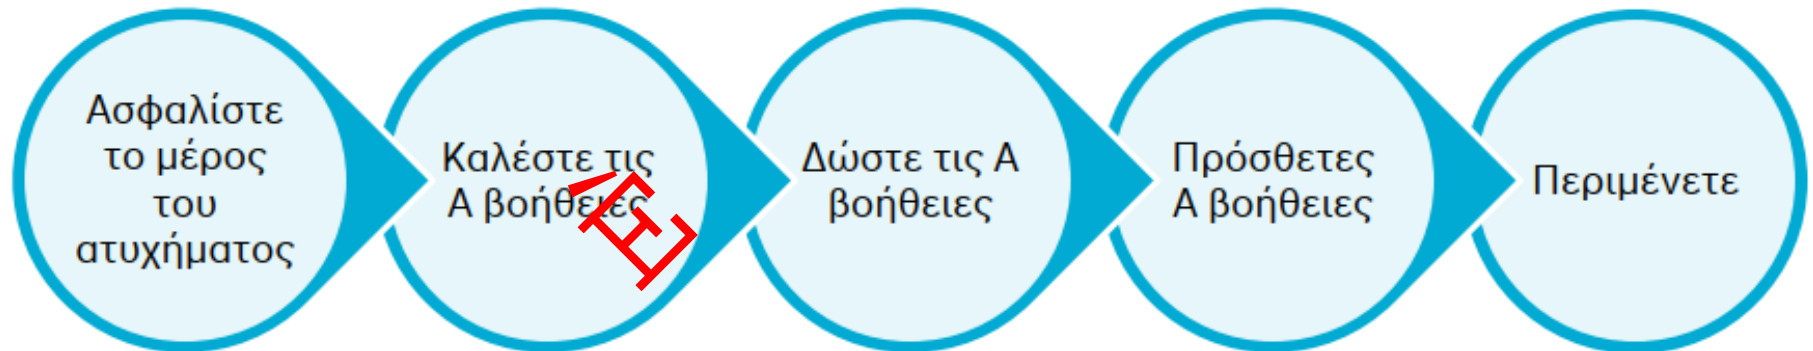 Ασφαλίστε
το μέρος
του
ατυχήματος
Καλέστε τις
Α βοήθειες
Δώστε τις Α
βοήθειες
Πρόσθετες
Α βοήθειες
Περιμένετε
Έ